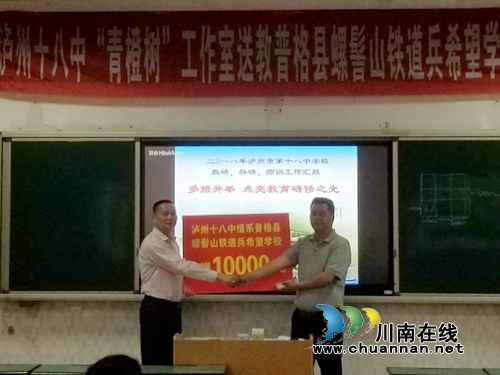 泸州十八中“青橙树”工作室送教普格县螺髻山铁道兵希望学
二〇一八年泸州市第十八中学校
教研、科研、师训工作汇报
多措并举 点亮教育研修之光
泸州十八中情系普格县
螺髻山铁道兵希望学校
10000
川南在线
www.chuannan.net